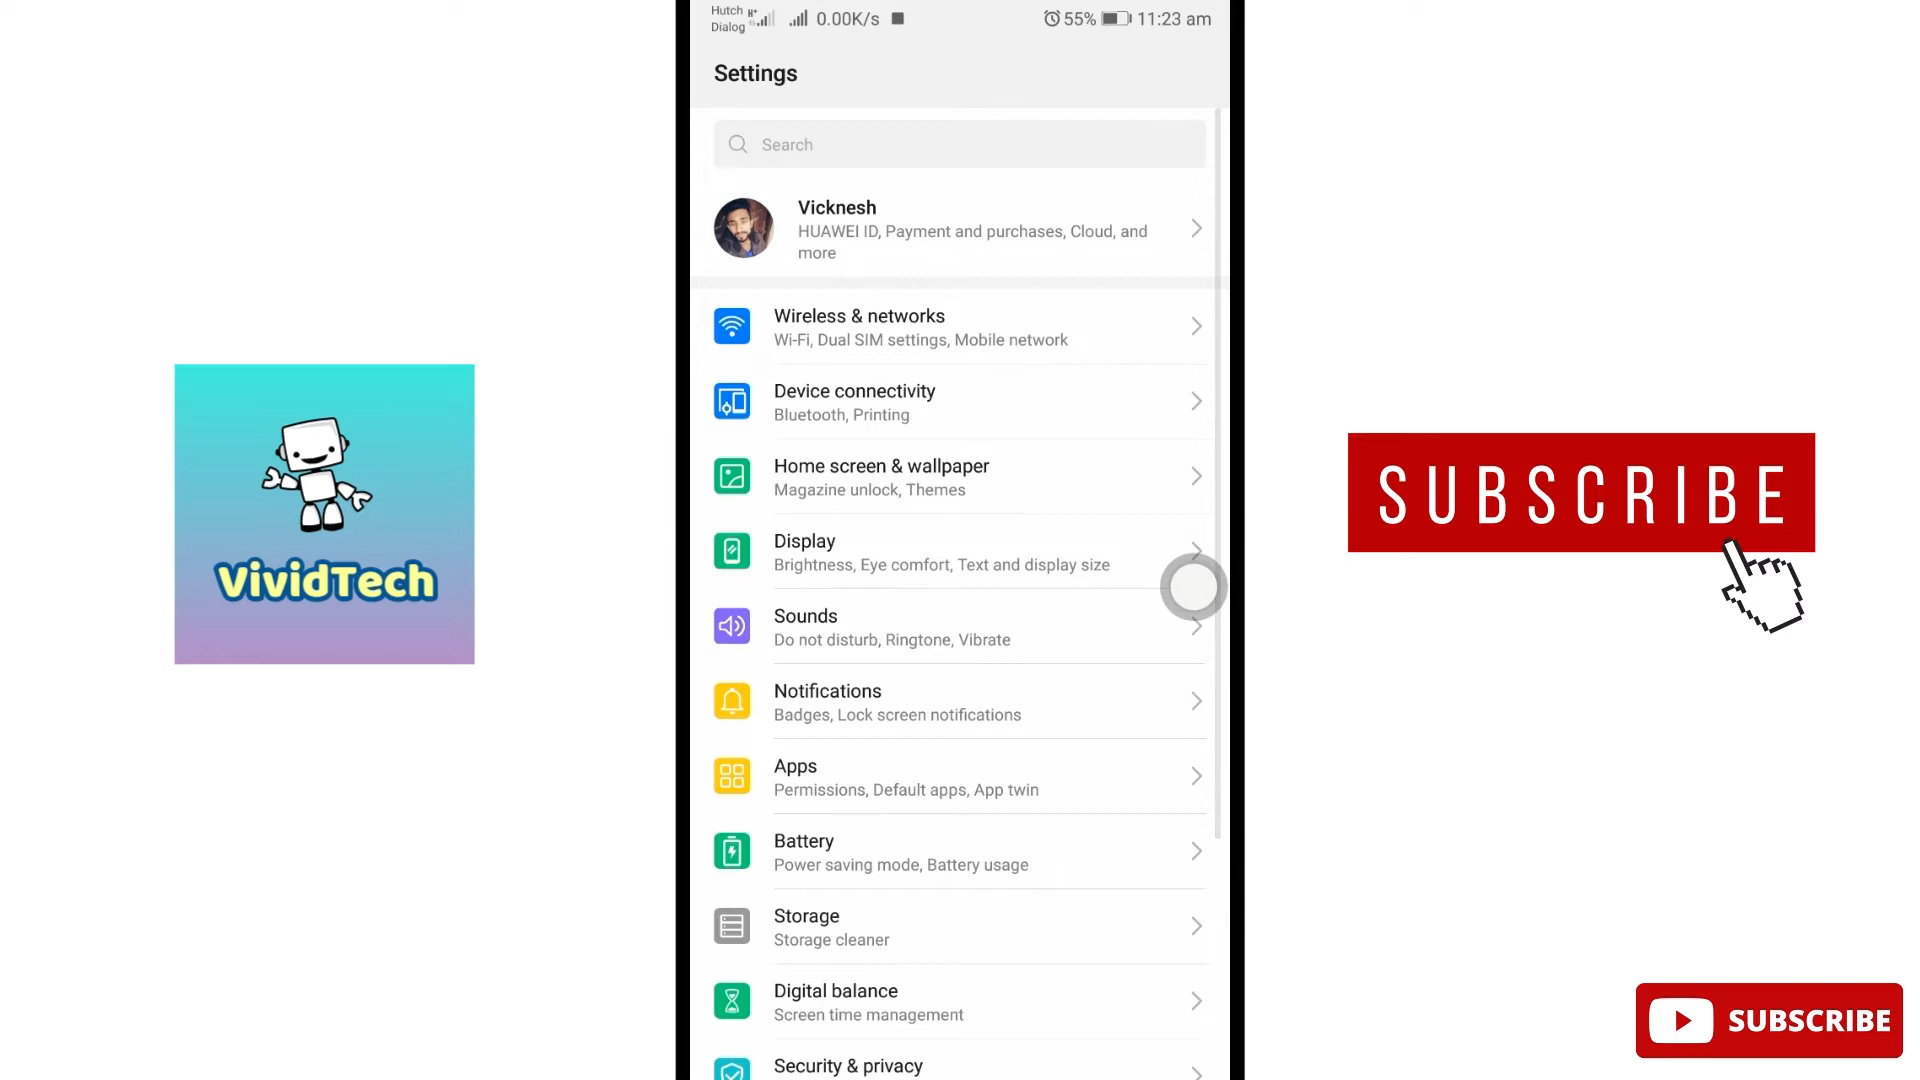 Hutch
Dialog
H+
0.00K/s
55%
11:23 am
Settings
Search
Vicknesh
HUAWEI ID, Payment and purchases, Cloud, and
more
Wireless & networks
Wi-Fi, Dual SIM settings, Mobile network
Device connectivity
Bluetooth, Printing
Home screen & wallpaper
Magazine unlock, Themes
Display
Brightness, Eye comfort, Text and display size
Sounds
Do not disturb, Ringtone, Vibrate
Notifications
Badges, Lock screen notifications
Apps
Permissions, Default apps, App twin
Battery
Power saving mode, Battery usage
Storage
Storage cleaner
Digital balance
Screen time management
Security & privacy
VividTech
SUBSCRIBE
SUBSCRIBE